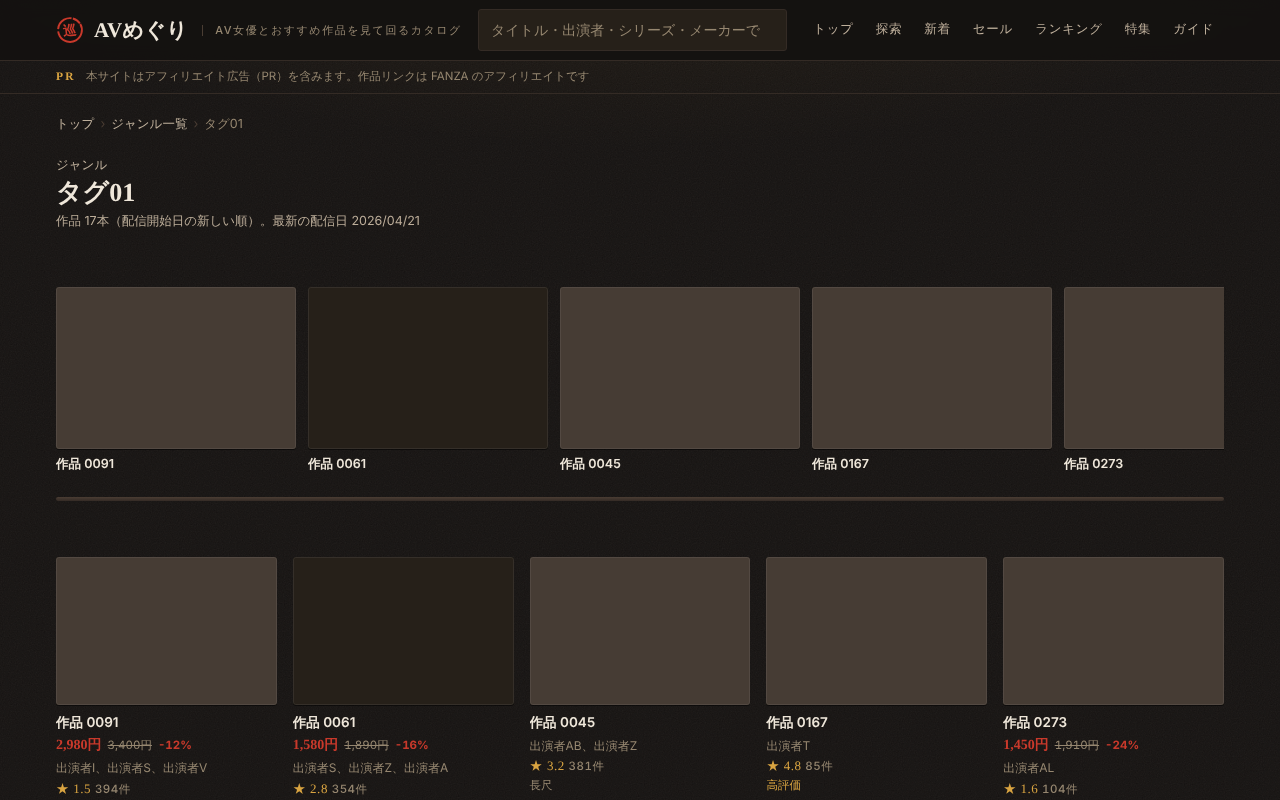 巡 AVめぐり AV女優とおすすめ作品を見て回るカタログ タイトル・出演者・シリーズ・メーカーで トップ 探索 新着 セール ランキング 特集 ガイド
PR 本サイトはアフィリエイト広告（PR）を含みます。作品リンクは FANZA のアフィリエイトです
トップ › ジャンル一覧 › タグ01
ジャンル
タグ01
作品 17本（配信開始日の新しい順）。最新の配信日 2026/04/21
作品 0091 作品 0061 作品 0045 作品 0167 作品 0273
作品 0091 作品 0061 作品 0045 作品 0167 作品 0273
2,980円 3,400円 -12% 1,580円 1,890円 -16% 出演者AB、出演者Z 出演者T 1,450円 1,910円 -24%
出演者I、出演者S、出演者V 出演者S、出演者Z、出演者A ★ 3.2 381件 ★ 4.8 85件 出演者AL
★ 1.5 394件 ★ 2.8 354件 長尺 高評価 ★ 1.6 104件